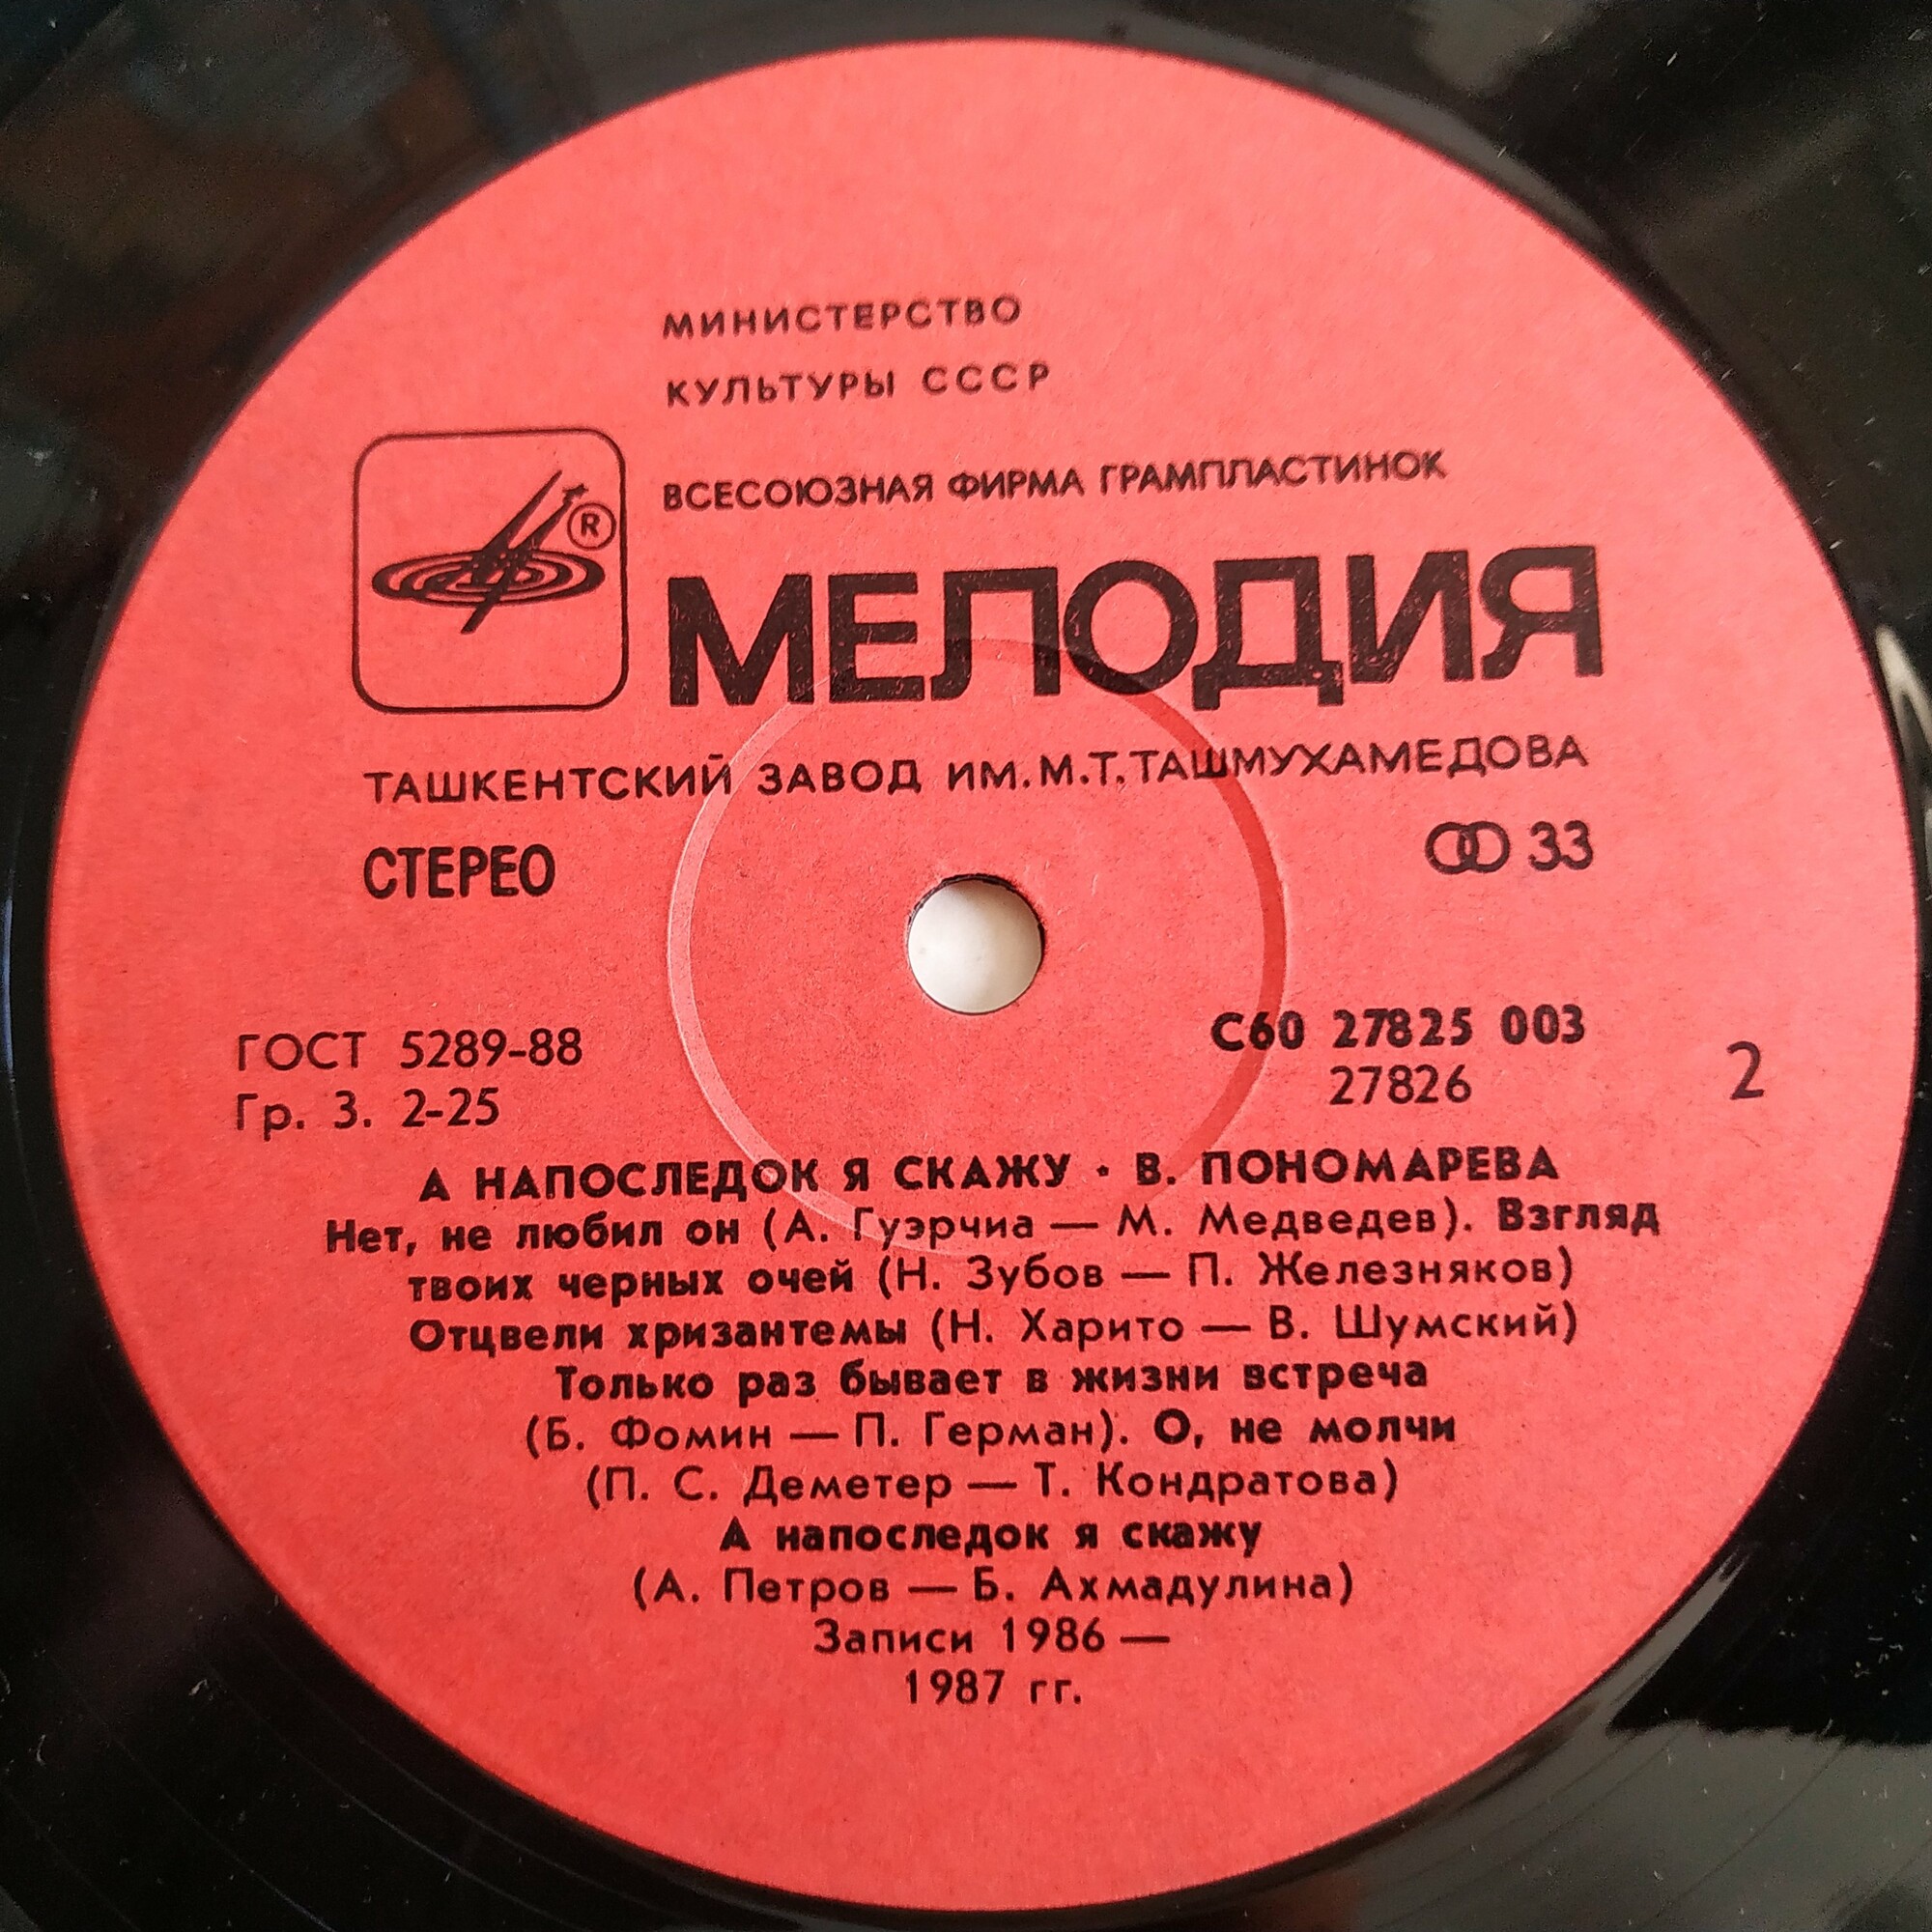 МИНИСТЕРСТВО
КУЛЬТУРЫ СССР
ВСЕСОЮЗНАЯ ФИРМА ГРАМПЛАСТИНОК
®
МЕЛОДИЯ
ТАШКЕНТСКИЙ ЗАВОД ИМ.М.Т.ТАШМУХАМЕДОВА
СТЕРЕО
33
ГОСТ 5289-88
Гр. 3. 2-25
С60 27825 003
27826
2
А НАПОСЛЕДОК Я СКАЖУ · В. ПОНОМАРЕВА
Нет, не любил он (А. Гуэрчиа — М. Медведев). Взгляд
твоих черных очей (Н. Зубов — П. Железняков)
Отцвели хризантемы (Н. Харито — В. Шумский)
Только раз бывает в жизни встреча
(Б. Фомин — П. Герман). О, не молчи
(П. С. Деметер — Т. Кондратова)
А напоследок я скажу
(А. Петров — Б. Ахмадулина)
Записи 1986 —
1987 гг.